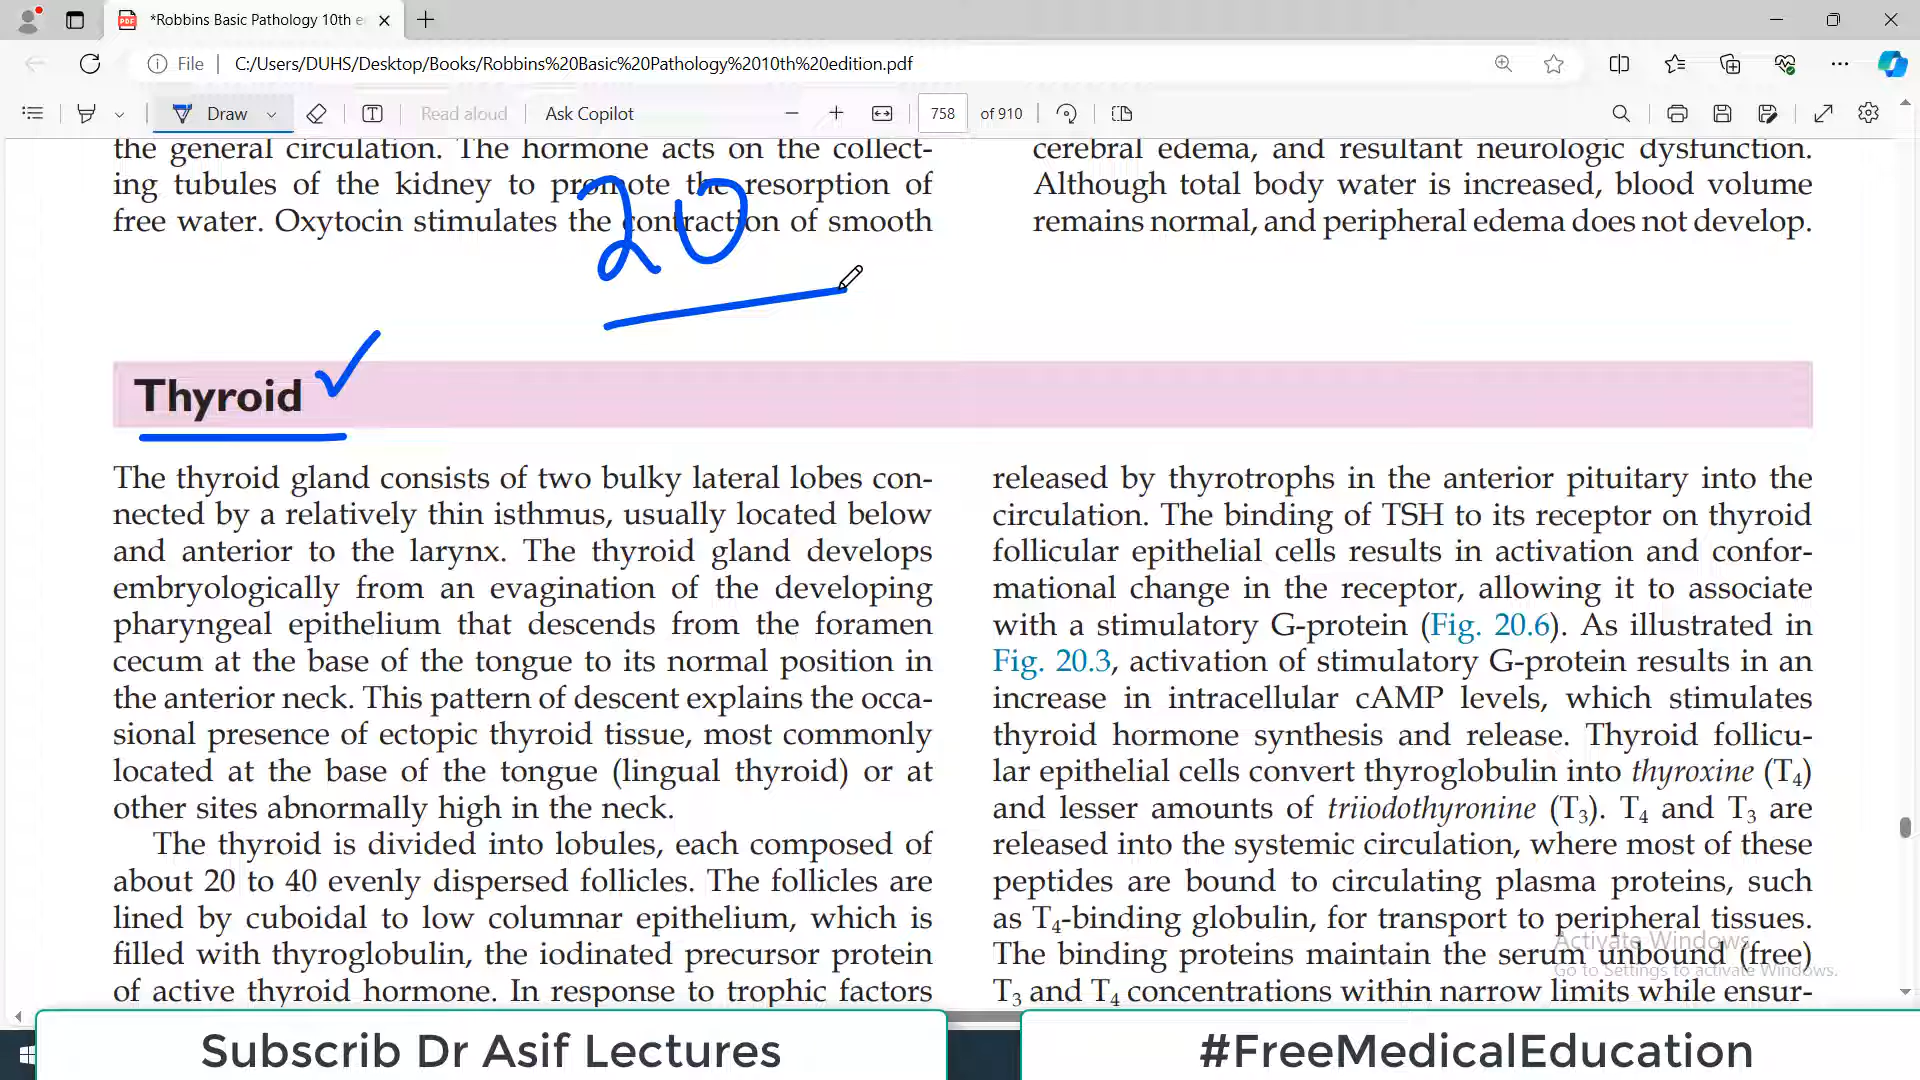 *Robbins Basic Pathology 10th e
File
C:/Users/DUHS/Desktop/Books/Robbins%20Basic%20Pathology%2010th%20edition.pdf
Draw
Read aloud
Ask Copilot
758 of 910
the general circulation. The hormone acts on the collect-
ing tubules of the kidney to promote the resorption of
free water. Oxytocin stimulates the contraction of smooth
cerebral edema, and resultant neurologic dysfunction.
Although total body water is increased, blood volume
remains normal, and peripheral edema does not develop.
20
Thyroid
The thyroid gland consists of two bulky lateral lobes con-
nected by a relatively thin isthmus, usually located below
and anterior to the larynx. The thyroid gland develops
embryologically from an evagination of the developing
pharyngeal epithelium that descends from the foramen
cecum at the base of the tongue to its normal position in
the anterior neck. This pattern of descent explains the occa-
sional presence of ectopic thyroid tissue, most commonly
located at the base of the tongue (lingual thyroid) or at
other sites abnormally high in the neck.
The thyroid is divided into lobules, each composed of
about 20 to 40 evenly dispersed follicles. The follicles are
lined by cuboidal to low columnar epithelium, which is
filled with thyroglobulin, the iodinated precursor protein
of active thyroid hormone. In response to trophic factors
released by thyrotrophs in the anterior pituitary into the
circulation. The binding of TSH to its receptor on thyroid
follicular epithelial cells results in activation and confor-
mational change in the receptor, allowing it to associate
with a stimulatory G-protein (Fig. 20.6). As illustrated in
Fig. 20.3, activation of stimulatory G-protein results in an
increase in intracellular cAMP levels, which stimulates
thyroid hormone synthesis and release. Thyroid follicu-
lar epithelial cells convert thyroglobulin into thyroxine (T4)
and lesser amounts of triiodothyronine (T3). T4 and T3 are
released into the systemic circulation, where most of these
peptides are bound to circulating plasma proteins, such
as T4-binding globulin, for transport to peripheral tissues.
The binding proteins maintain the serum unbound (free)
T3 and T4 concentrations within narrow limits while ensur-
Activate Windows
Go to Settings to activate Windows.
Subscrib Dr Asif Lectures
#FreeMedicalEducation